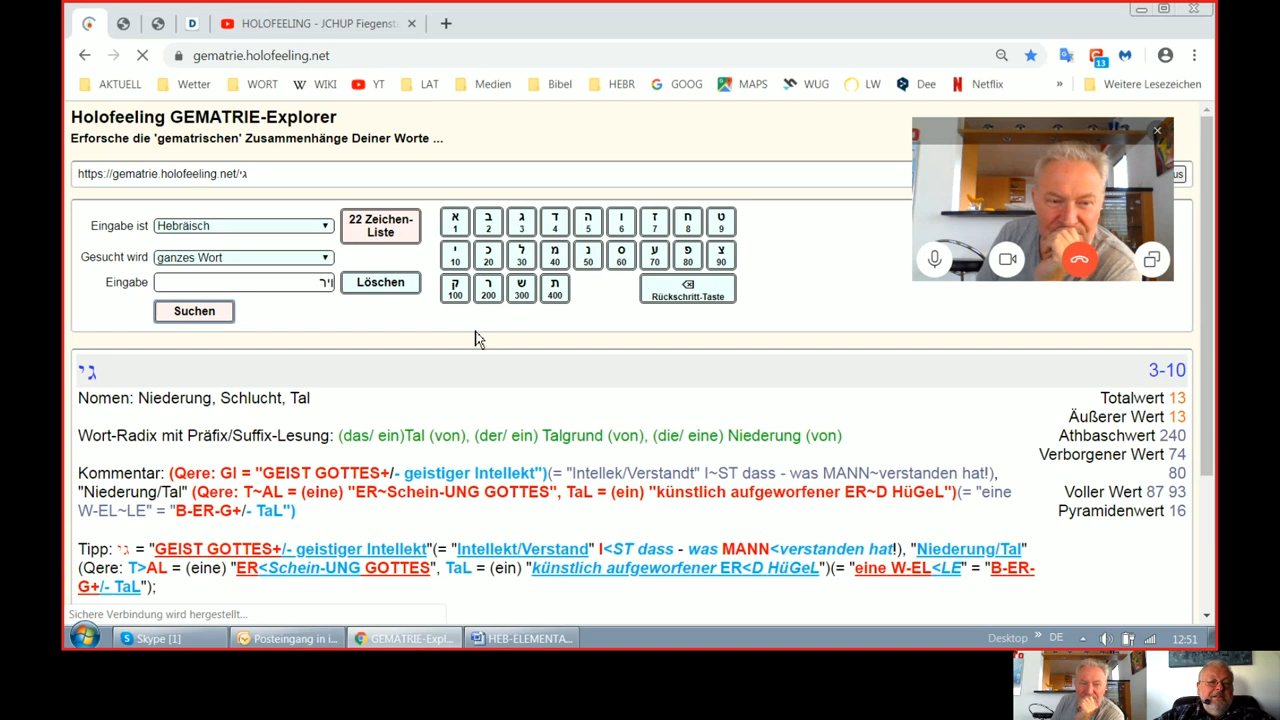 D HOLOFEELING - JCHUP Fiegenst
gematrie.holofeeling.net
13
AKTUELL Wetter WORT WIKI YT LAT Medien Bibel HEBR GOOG MAPS WUG LW Dee Netflix » Weitere Lesezeichen
Holofeeling GEMATRIE-Explorer
Erforsche die 'gematrischen' Zusammenhänge Deiner Worte ...
https://gematrie.holofeeling.net/גי
us
Eingabe ist Hebräisch
22 Zeichen-Liste
Gesucht wird ganzes Wort
Eingabe ויר Löschen
Suchen
א ב ג ד ה ו ז ח ט
1 2 3 4 5 6 7 8 9
י כ ל מ נ ס ע פ צ
10 20 30 40 50 60 70 80 90
ק ר ש ת
100 200 300 400 Rückschritt-Taste
גי 3-10
Nomen: Niederung, Schlucht, Tal
Totalwert 13
Äußerer Wert 13
Athbaschwert 240
Verborgener Wert 74
80
Voller Wert 87 93
Pyramidenwert 16
Wort-Radix mit Präfix/Suffix-Lesung: (das/ ein)Tal (von), (der/ ein) Talgrund (von), (die/ eine) Niederung (von)
Kommentar: (Qere: GI = "GEIST GOTTES+/- geistiger Intellekt")(= "Intellek/Verstandt" I~ST dass - was MANN~verstanden hat!),
"Niederung/Tal" (Qere: T~AL = (eine) "ER~Schein-UNG GOTTES", TaL = (ein) "künstlich aufgeworfener ER~D HüGeL")(= "eine
W-EL~LE" = "B-ER-G+/- TaL")
Tipp: גי = "GEIST GOTTES+/- geistiger Intellekt"(= "Intellekt/Verstand" I<ST dass - was MANN<verstanden hat!), "Niederung/Tal"
(Qere: T>AL = (eine) "ER<Schein-UNG GOTTES", TaL = (ein) "künstlich aufgeworfener ER<D HüGeL")(= "eine W-EL<LE" = "B-ER-
G+/- TaL");
Sichere Verbindung wird hergestellt...
Skype [1] Posteingang in i... GEMATRIE-Expl... HEB-ELEMENTA... Desktop » DE 12:51